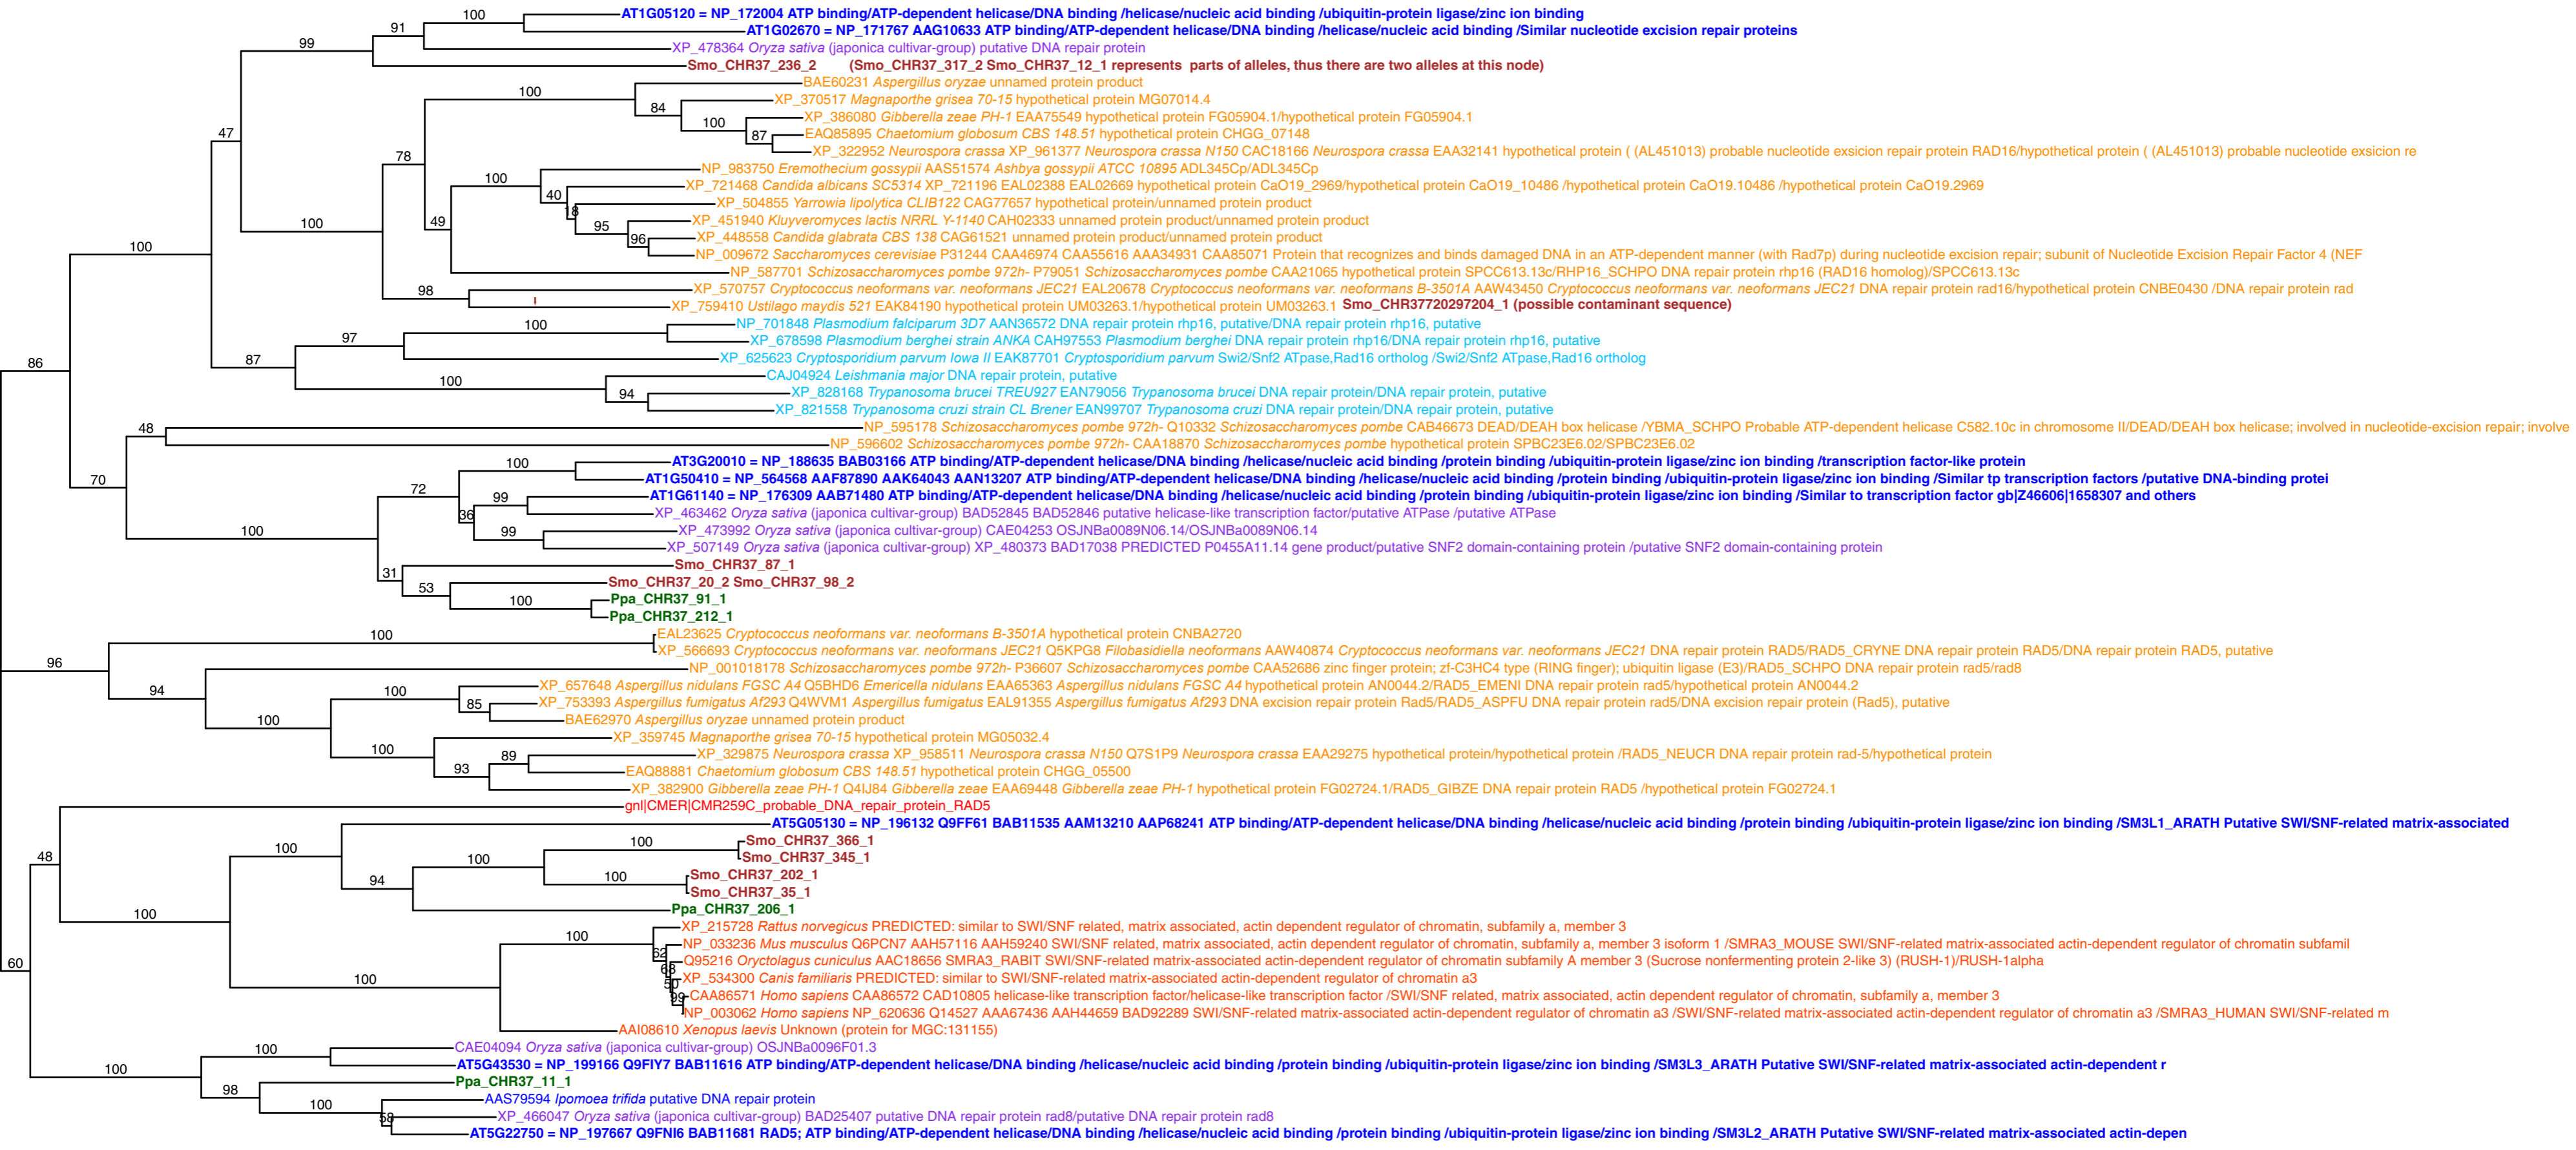 100 AT1G05120 = NP_172004 ATP binding/ATP-dependent helicase/DNA binding /helicase/nucleic acid binding /ubiquitin-protein ligase/zinc ion binding
91 AT1G02670 = NP_171767 AAG10633 ATP binding/ATP-dependent helicase/DNA binding /helicase/nucleic acid binding /Similar nucleotide excision repair proteins
99 XP_478364 Oryza sativa (japonica cultivar-group) putative DNA repair protein
Smo_CHR37_236_2 (Smo_CHR37_317_2 Smo_CHR37_12_1 represents parts of alleles, thus there are two alleles at this node)
BAE60231 Aspergillus oryzae unnamed protein product
100 XP_370517 Magnaporthe grisea 70-15 hypothetical protein MG07014.4
84 XP_386080 Gibberella zeae PH-1 EAA75549 hypothetical protein FG05904.1/hypothetical protein FG05904.1
47 100 87 EAQ85895 Chaetomium globosum CBS 148.51 hypothetical protein CHGG_07148
78 XP_322952 Neurospora crassa XP_961377 Neurospora crassa N150 CAC18166 Neurospora crassa EAA32141 hypothetical protein ( (AL451013) probable nucleotide exsicion repair protein RAD16/hypothetical protein ( (AL451013) probable nucleotide exsicion re
NP_983750 Eremothecium gossypii AAS51574 Ashbya gossypii ATCC 10895 ADL345Cp/ADL345Cp
100 XP_721468 Candida albicans SC5314 XP_721196 EAL02388 EAL02669 hypothetical protein CaO19_2969/hypothetical protein CaO19_10486 /hypothetical protein CaO19.10486 /hypothetical protein CaO19.2969
40 18 XP_504855 Yarrowia lipolytica CLIB122 CAG77657 hypothetical protein/unnamed protein product
100 49 95 XP_451940 Kluyveromyces lactis NRRL Y-1140 CAH02333 unnamed protein product/unnamed protein product
96 XP_448558 Candida glabrata CBS 138 CAG61521 unnamed protein product/unnamed protein product
100 NP_009672 Saccharomyces cerevisiae P31244 CAA46974 CAA55616 AAA34931 CAA85071 Protein that recognizes and binds damaged DNA in an ATP-dependent manner (with Rad7p) during nucleotide excision repair; subunit of Nucleotide Excision Repair Factor 4 (NEF
NP_587701 Schizosaccharomyces pombe 972h- P79051 Schizosaccharomyces pombe CAA21065 hypothetical protein SPCC613.13c/RHP16_SCHPO DNA repair protein rhp16 (RAD16 homolog)/SPCC613.13c
98 XP_570757 Cryptococcus neoformans var. neoformans JEC21 EAL20678 Cryptococcus neoformans var. neoformans B-3501A AAW43450 Cryptococcus neoformans var. neoformans JEC21 DNA repair protein rad16/hypothetical protein CNBE0430 /DNA repair protein rad
XP_759410 Ustilago maydis 521 EAK84190 hypothetical protein UM03263.1/hypothetical protein UM03263.1 Smo_CHR37720297204_1 (possible contaminant sequence)
100 NP_701848 Plasmodium falciparum 3D7 AAN36572 DNA repair protein rhp16, putative/DNA repair protein rhp16, putative
97 XP_678598 Plasmodium berghei strain ANKA CAH97553 Plasmodium berghei DNA repair protein rhp16/DNA repair protein rhp16, putative
86 87 XP_625623 Cryptosporidium parvum Iowa II EAK87701 Cryptosporidium parvum Swi2/Snf2 ATpase,Rad16 ortholog /Swi2/Snf2 ATpase,Rad16 ortholog
100 CAJ04924 Leishmania major DNA repair protein, putative
94 XP_828168 Trypanosoma brucei TREU927 EAN79056 Trypanosoma brucei DNA repair protein/DNA repair protein, putative
XP_821558 Trypanosoma cruzi strain CL Brener EAN99707 Trypanosoma cruzi DNA repair protein/DNA repair protein, putative
48 NP_595178 Schizosaccharomyces pombe 972h- Q10332 Schizosaccharomyces pombe CAB46673 DEAD/DEAH box helicase /YBMA_SCHPO Probable ATP-dependent helicase C582.10c in chromosome II/DEAD/DEAH box helicase; involved in nucleotide-excision repair; involve
NP_596602 Schizosaccharomyces pombe 972h- CAA18870 Schizosaccharomyces pombe hypothetical protein SPBC23E6.02/SPBC23E6.02
100 AT3G20010 = NP_188635 BAB03166 ATP binding/ATP-dependent helicase/DNA binding /helicase/nucleic acid binding /protein binding /ubiquitin-protein ligase/zinc ion binding /transcription factor-like protein
70 AT1G50410 = NP_564568 AAF87890 AAK64043 AAN13207 ATP binding/ATP-dependent helicase/DNA binding /helicase/nucleic acid binding /protein binding /ubiquitin-protein ligase/zinc ion binding /Similar tp transcription factors /putative DNA-binding protei
72 99 AT1G61140 = NP_176309 AAB71480 ATP binding/ATP-dependent helicase/DNA binding /helicase/nucleic acid binding /protein binding /ubiquitin-protein ligase/zinc ion binding /Similar to transcription factor gb|Z46606|1658307 and others
36 XP_463462 Oryza sativa (japonica cultivar-group) BAD52845 BAD52846 putative helicase-like transcription factor/putative ATPase /putative ATPase
100 99 XP_473992 Oryza sativa (japonica cultivar-group) CAE04253 OSJNBa0089N06.14/OSJNBa0089N06.14
XP_507149 Oryza sativa (japonica cultivar-group) XP_480373 BAD17038 PREDICTED P0455A11.14 gene product/putative SNF2 domain-containing protein /putative SNF2 domain-containing protein
31 Smo_CHR37_87_1
53 Smo_CHR37_20_2 Smo_CHR37_98_2
100 Ppa_CHR37_91_1
Ppa_CHR37_212_1
100 EAL23625 Cryptococcus neoformans var. neoformans B-3501A hypothetical protein CNBA2720
96 XP_566693 Cryptococcus neoformans var. neoformans JEC21 Q5KPG8 Filobasidiella neoformans AAW40874 Cryptococcus neoformans var. neoformans JEC21 DNA repair protein RAD5/RAD5_CRYNE DNA repair protein RAD5/DNA repair protein RAD5, putative
NP_001018178 Schizosaccharomyces pombe 972h- P36607 Schizosaccharomyces pombe CAA52686 zinc finger protein; zf-C3HC4 type (RING finger); ubiquitin ligase (E3)/RAD5_SCHPO DNA repair protein rad5/rad8
94 100 XP_657648 Aspergillus nidulans FGSC A4 Q5BHD6 Emericella nidulans EAA65363 Aspergillus nidulans FGSC A4 hypothetical protein AN0044.2/RAD5_EMENI DNA repair protein rad5/hypothetical protein AN0044.2
85 XP_753393 Aspergillus fumigatus Af293 Q4WVM1 Aspergillus fumigatus EAL91355 Aspergillus fumigatus Af293 DNA excision repair protein Rad5/RAD5_ASPFU DNA repair protein rad5/DNA excision repair protein (Rad5), putative
100 BAE62970 Aspergillus oryzae unnamed protein product
XP_359745 Magnaporthe grisea 70-15 hypothetical protein MG05032.4
100 89 XP_329875 Neurospora crassa XP_958511 Neurospora crassa N150 Q7S1P9 Neurospora crassa EAA29275 hypothetical protein/hypothetical protein /RAD5_NEUCR DNA repair protein rad-5/hypothetical protein
93 EAQ88881 Chaetomium globosum CBS 148.51 hypothetical protein CHGG_05500
XP_382900 Gibberella zeae PH-1 Q4IJ84 Gibberella zeae EAA69448 Gibberella zeae PH-1 hypothetical protein FG02724.1/RAD5_GIBZE DNA repair protein RAD5 /hypothetical protein FG02724.1
gnl|CMER|CMR259C_probable_DNA_repair_protein_RAD5
AT5G05130 = NP_196132 Q9FF61 BAB11535 AAM13210 AAP68241 ATP binding/ATP-dependent helicase/DNA binding /helicase/nucleic acid binding /protein binding /ubiquitin-protein ligase/zinc ion binding /SM3L1_ARATH Putative SWI/SNF-related matrix-associated
100 100 Smo_CHR37_366_1
48 100 Smo_CHR37_345_1
94 100 Smo_CHR37_202_1
Smo_CHR37_35_1
100 Ppa_CHR37_206_1
XP_215728 Rattus norvegicus PREDICTED: similar to SWI/SNF related, matrix associated, actin dependent regulator of chromatin, subfamily a, member 3
100 NP_033236 Mus musculus Q6PCN7 AAH57116 AAH59240 SWI/SNF related, matrix associated, actin dependent regulator of chromatin, subfamily a, member 3 isoform 1 /SMRA3_MOUSE SWI/SNF-related matrix-associated actin-dependent regulator of chromatin subfamil
60 62 68 Q95216 Oryctolagus cuniculus AAC18656 SMRA3_RABIT SWI/SNF-related matrix-associated actin-dependent regulator of chromatin subfamily A member 3 (Sucrose nonfermenting protein 2-like 3) (RUSH-1)/RUSH-1alpha
100 50 XP_534300 Canis familiaris PREDICTED: similar to SWI/SNF-related matrix-associated actin-dependent regulator of chromatin a3
99 CAA86571 Homo sapiens CAA86572 CAD10805 helicase-like transcription factor/helicase-like transcription factor /SWI/SNF related, matrix associated, actin dependent regulator of chromatin, subfamily a, member 3
NP_003062 Homo sapiens NP_620636 Q14527 AAA67436 AAH44659 BAD92289 SWI/SNF-related matrix-associated actin-dependent regulator of chromatin a3 /SWI/SNF-related matrix-associated actin-dependent regulator of chromatin a3 /SMRA3_HUMAN SWI/SNF-related m
AAI08610 Xenopus laevis Unknown (protein for MGC:131155)
100 CAE04094 Oryza sativa (japonica cultivar-group) OSJNBa0096F01.3
100 AT5G43530 = NP_199166 Q9FIY7 BAB11616 ATP binding/ATP-dependent helicase/DNA binding /helicase/nucleic acid binding /protein binding /ubiquitin-protein ligase/zinc ion binding /SM3L3_ARATH Putative SWI/SNF-related matrix-associated actin-dependent r
98 Ppa_CHR37_11_1
100 AAS79594 Ipomoea trifida putative DNA repair protein
58 XP_466047 Oryza sativa (japonica cultivar-group) BAD25407 putative DNA repair protein rad8/putative DNA repair protein rad8
AT5G22750 = NP_197667 Q9FNI6 BAB11681 RAD5; ATP binding/ATP-dependent helicase/DNA binding /helicase/nucleic acid binding /protein binding /ubiquitin-protein ligase/zinc ion binding /SM3L2_ARATH Putative SWI/SNF-related matrix-associated actin-depen